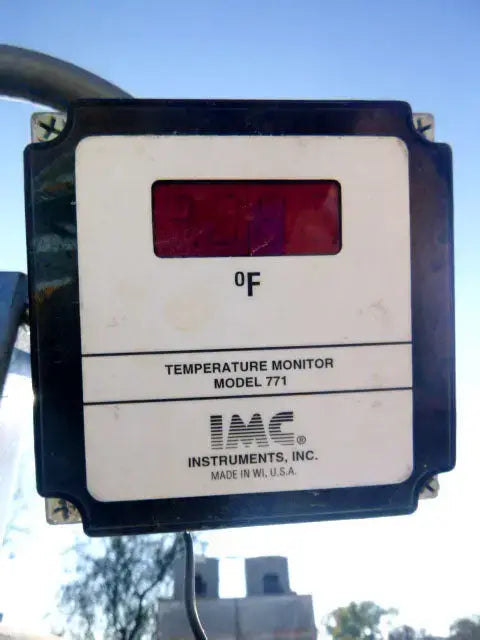 ⁰F
TEMPERATURE MONITOR
MODEL 771
IMC®
INSTRUMENTS, INC.
MADE IN WI, U.S.A.